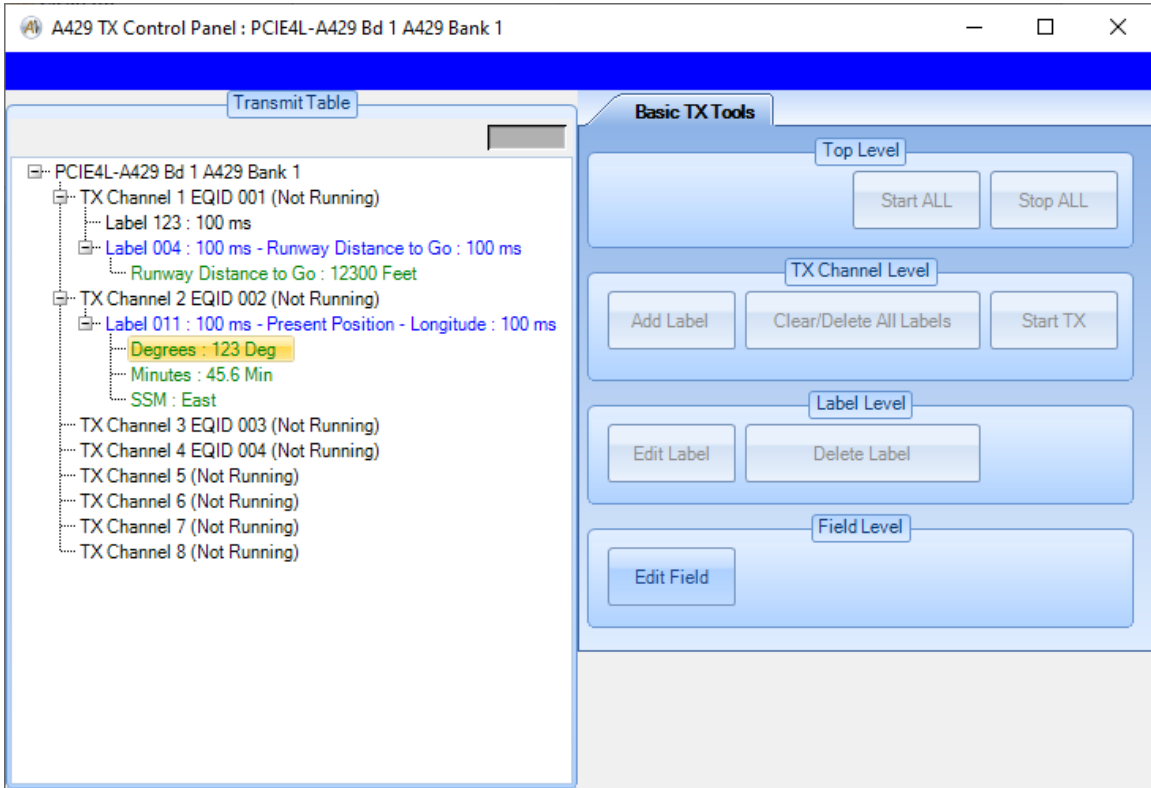 A429 TX Control Panel : PCIE4L-A429 Bd 1 A429 Bank 1
Transmit Table
PCIE4L-A429 Bd 1 A429 Bank 1
TX Channel 1 EQID 001 (Not Running)
Label 123 : 100 ms
Label 004 : 100 ms - Runway Distance to Go : 100 ms
Runway Distance to Go : 12300 Feet
TX Channel 2 EQID 002 (Not Running)
Label 011 : 100 ms - Present Position - Longitude : 100 ms
Degrees : 123 Deg
Minutes : 45.6 Min
SSM : East
TX Channel 3 EQID 003 (Not Running)
TX Channel 4 EQID 004 (Not Running)
TX Channel 5 (Not Running)
TX Channel 6 (Not Running)
TX Channel 7 (Not Running)
TX Channel 8 (Not Running)
Basic TX Tools
Top Level
Start ALL
Stop ALL
TX Channel Level
Add Label
Clear/Delete All Labels
Start TX
Label Level
Edit Label
Delete Label
Field Level
Edit Field